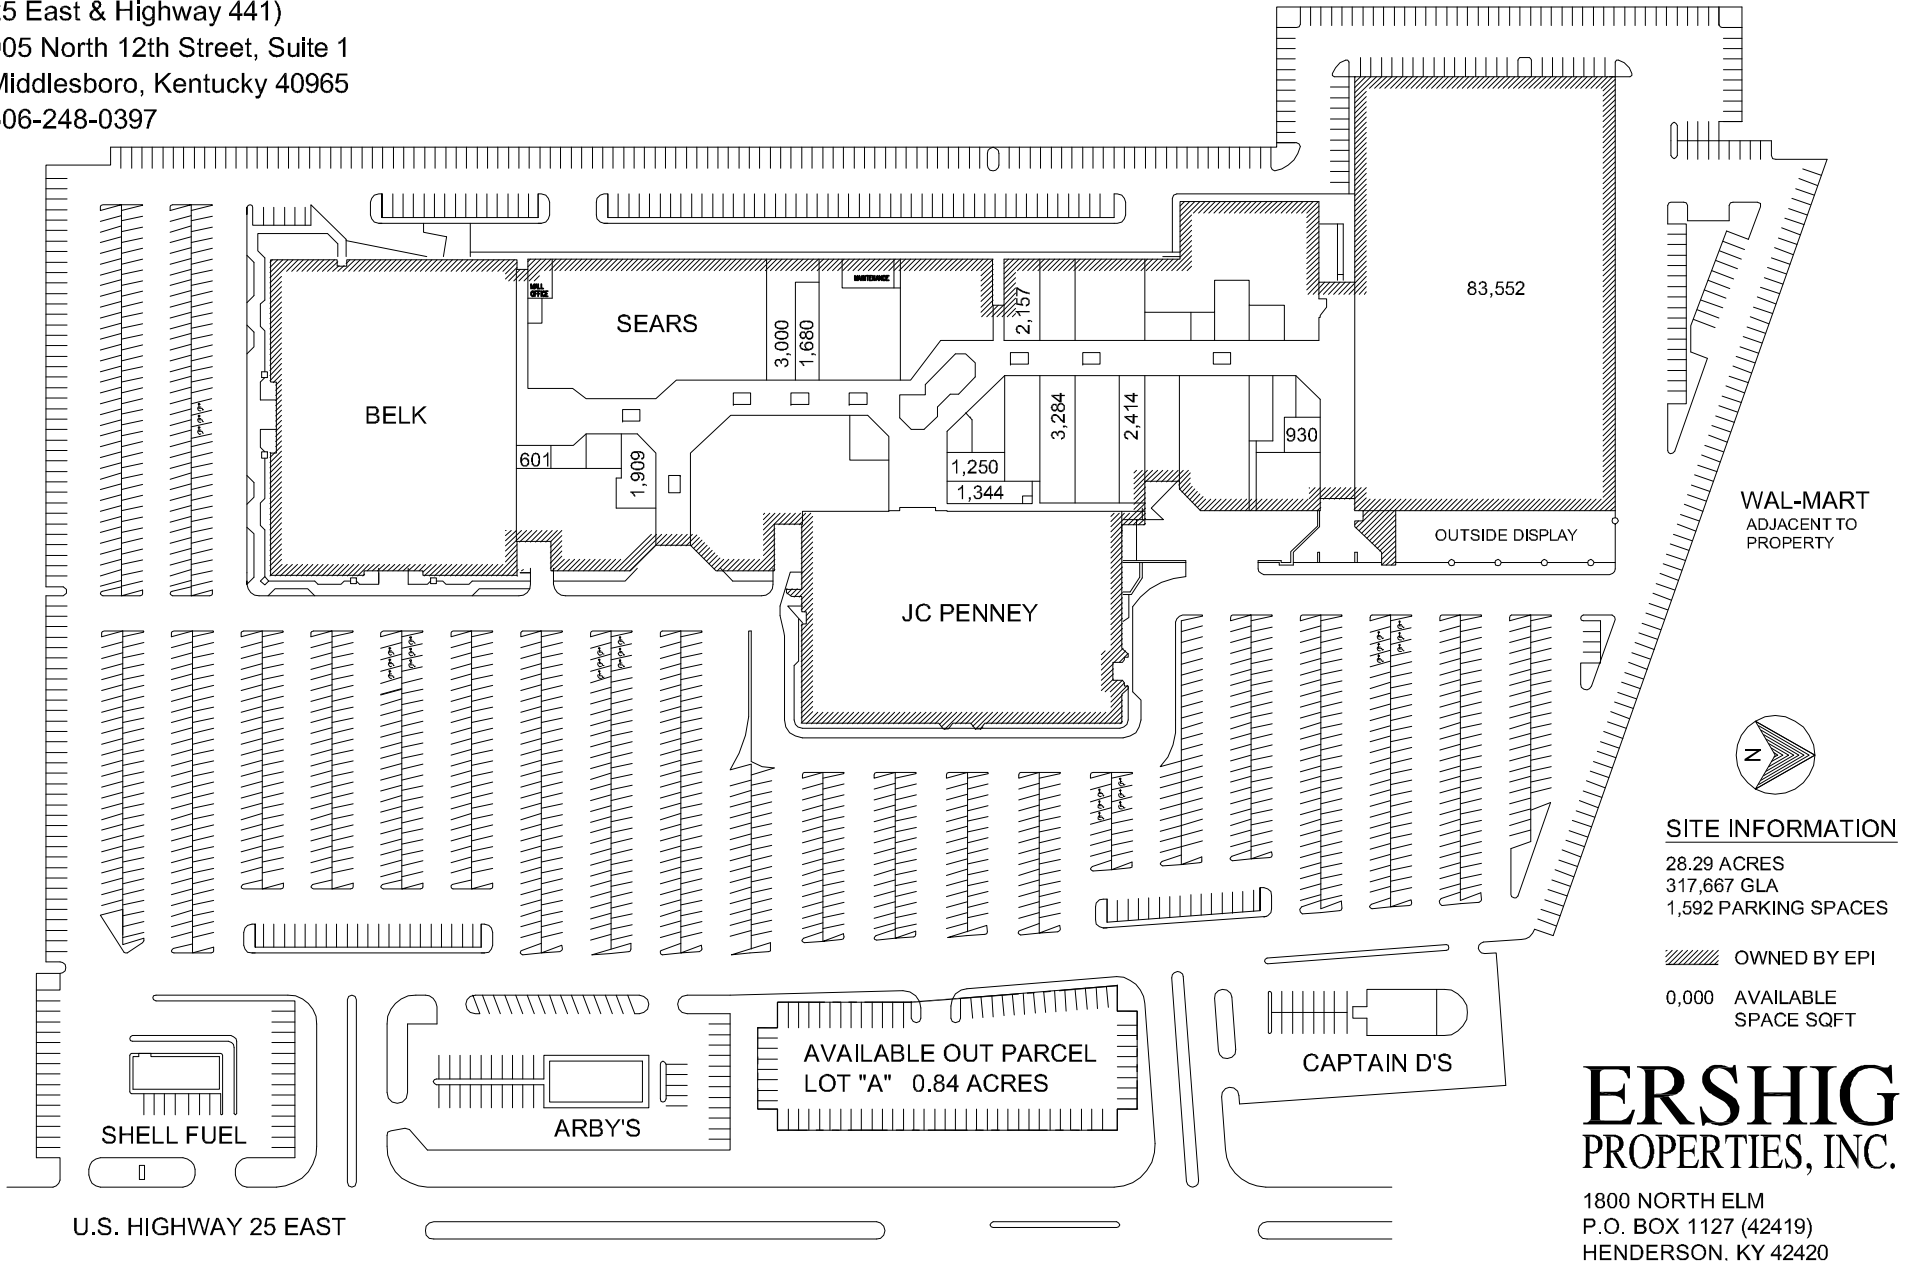 5 East & Highway 441)
05 North 12th Street, Suite 1
Middlesboro, Kentucky 40965
06-248-0397
MALL
OFFICE
SEARS
3,000
1,680
MAINTENANCE
2,157
83,552
BELK
601
1,909
1,250
1,344
3,284
2,414
930
WAL-MART
ADJACENT TO
PROPERTY
OUTSIDE DISPLAY
JC PENNEY
N
SITE INFORMATION
28.29 ACRES
317,667 GLA
1,592 PARKING SPACES
OWNED BY EPI
0,000 AVAILABLE
SPACE SQFT
AVAILABLE OUT PARCEL
LOT "A" 0.84 ACRES
CAPTAIN D'S
ARBY'S
SHELL FUEL
U.S. HIGHWAY 25 EAST
ERSHIG
PROPERTIES, INC.
1800 NORTH ELM
P.O. BOX 1127 (42419)
HENDERSON, KY 42420